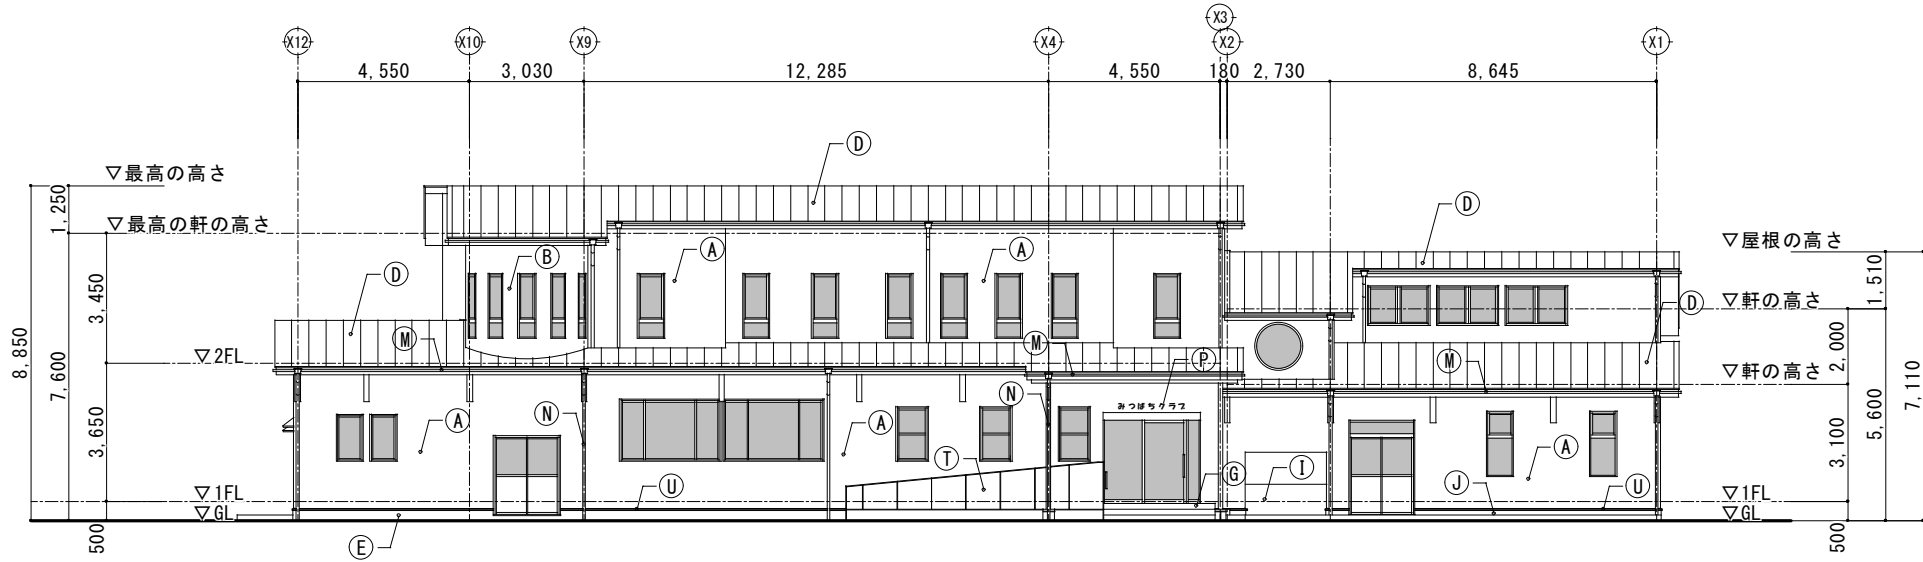 X3
X12 X10 X9 X4 X2 X1
4,550 3,030 12,285 4,550 180 2,730 8,645
D
▽最高の高さ
1,250
▽最高の軒の高さ
D
▽屋根の高さ
A A
B
D
1,510
3,450
▽軒の高さ
D
M
▽2FL
M P
2,000
8,850
7,600
▽軒の高さ
M
7,110
5,600
みつばちクラブ
N N
A A
3,650
3,100
T G I A
J U
U
▽1FL
▽GL
▽1FL
▽GL
500
E
500